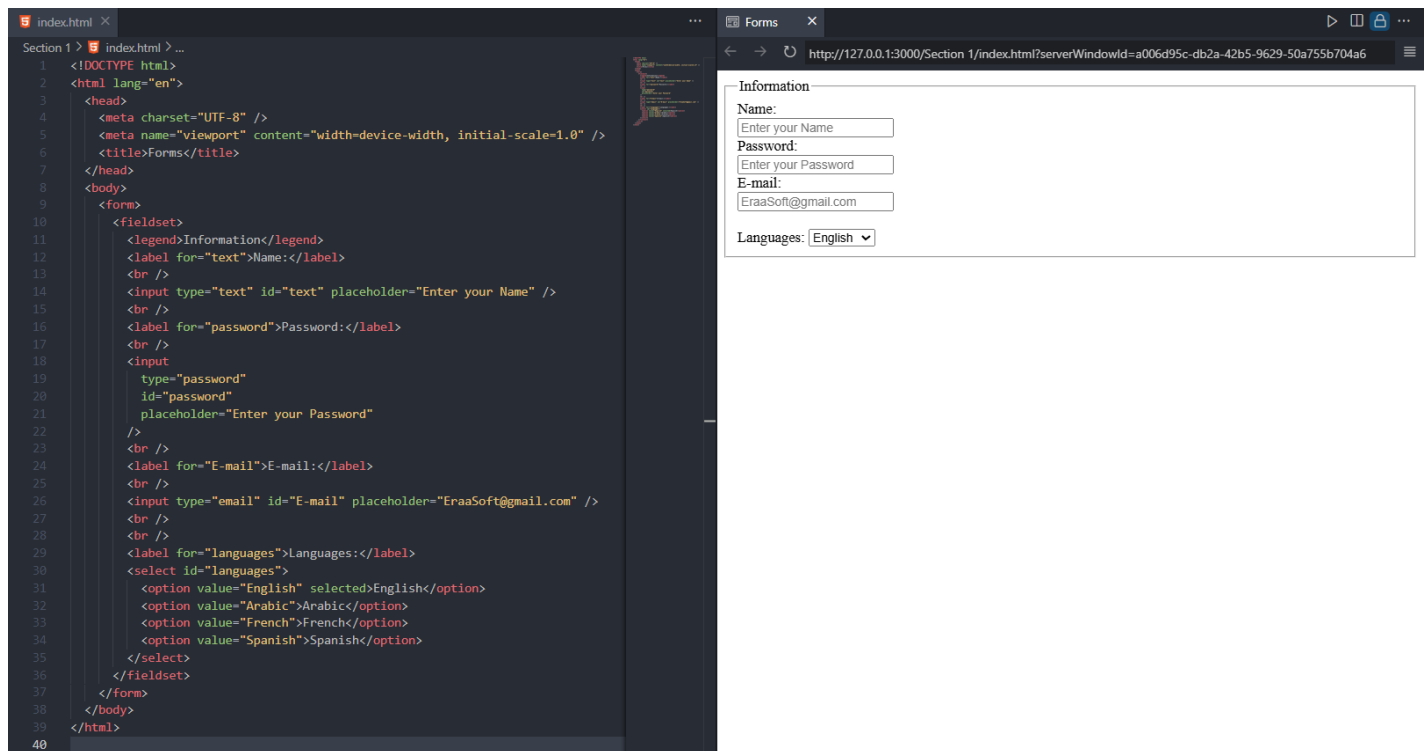 index.html
Section 1 > index.html > ...
1 <!DOCTYPE html>
2 <html lang="en">
3 <head>
4 <meta charset="UTF-8" />
5 <meta name="viewport" content="width=device-width, initial-scale=1.0" />
6 <title>Forms</title>
7 </head>
8 <body>
9 <form>
10 <fieldset>
11 <legend>Information</legend>
12 <label for="text">Name:</label>
13 <br />
14 <input type="text" id="text" placeholder="Enter your Name" />
15 <br />
16 <label for="password">Password:</label>
17 <br />
18 <input
19 type="password"
20 id="password"
21 placeholder="Enter your Password"
22 />
23 <br />
24 <label for="E-mail">E-mail:</label>
25 <br />
26 <input type="email" id="E-mail" placeholder="EraaSoft@gmail.com" />
27 <br />
28 <br />
29 <label for="languages">Languages:</label>
30 <select id="languages">
31 <option value="English" selected>English</option>
32 <option value="Arabic">Arabic</option>
33 <option value="French">French</option>
34 <option value="Spanish">Spanish</option>
35 </select>
36 </fieldset>
37 </form>
38 </body>
39 </html>
40
Forms
http://127.0.0.1:3000/Section 1/index.html?serverWindowId=a006d95c-db2a-42b5-9629-50a755b704a6
Information
Name:
Enter your Name
Password:
Enter your Password
E-mail:
EraaSoft@gmail.com
Languages: English